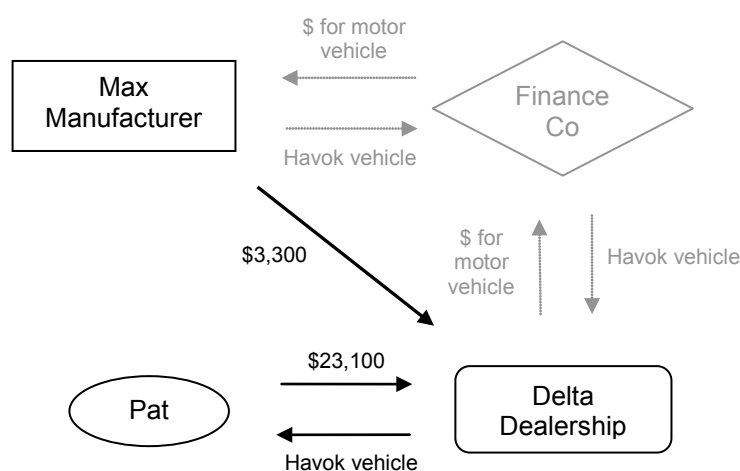 $ for motor
vehicle
Max
Manufacturer
Finance
Co
Havok vehicle
$3,300
$ for
motor
vehicle
Havok vehicle
$23,100
Pat
Delta
Dealership
Havok vehicle